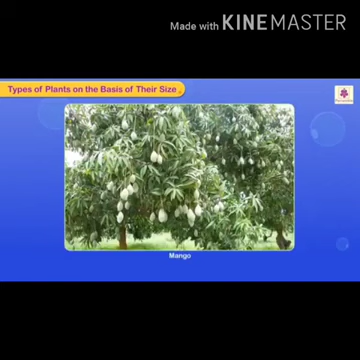 Made with KINEMASTER
Types of Plants on the Basis of Their Size
Mango